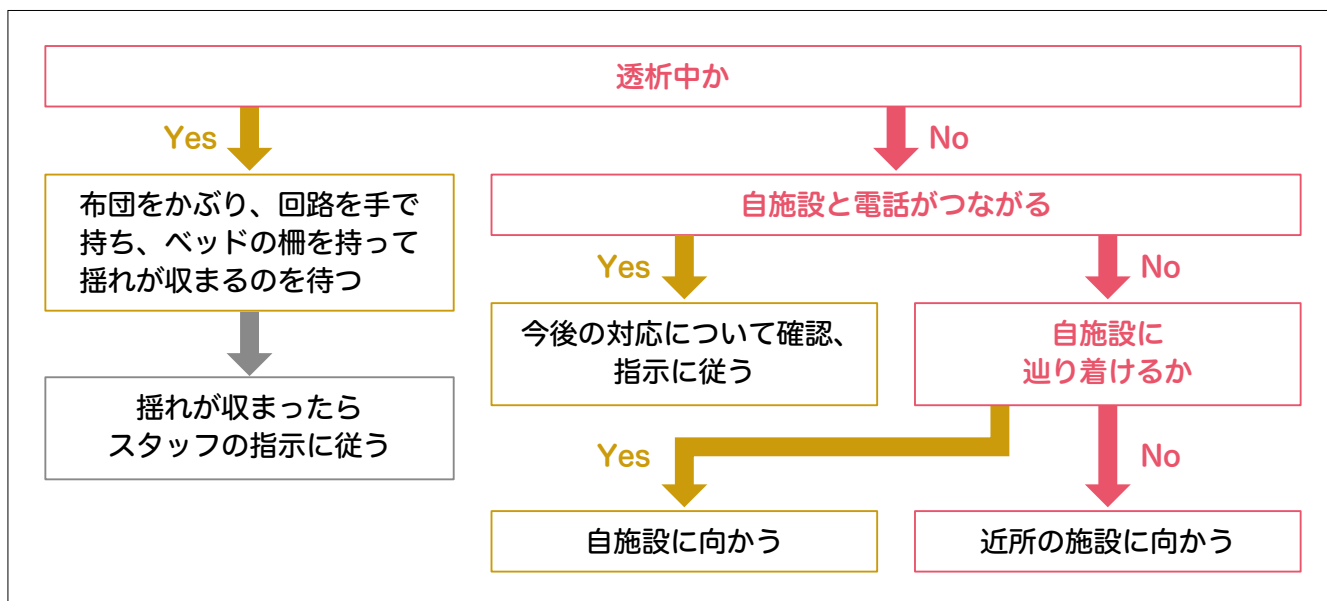 透析中か
Yes
No
布団をかぶり、回路を手で
持ち、ベッドの柵を持って
揺れが収まるのを待つ
自施設と電話がつながる
Yes
No
揺れが収まったら
スタッフの指示に従う
今後の対応について確認、
指示に従う
自施設に
辿り着けるか
Yes
No
自施設に向かう
近所の施設に向かう